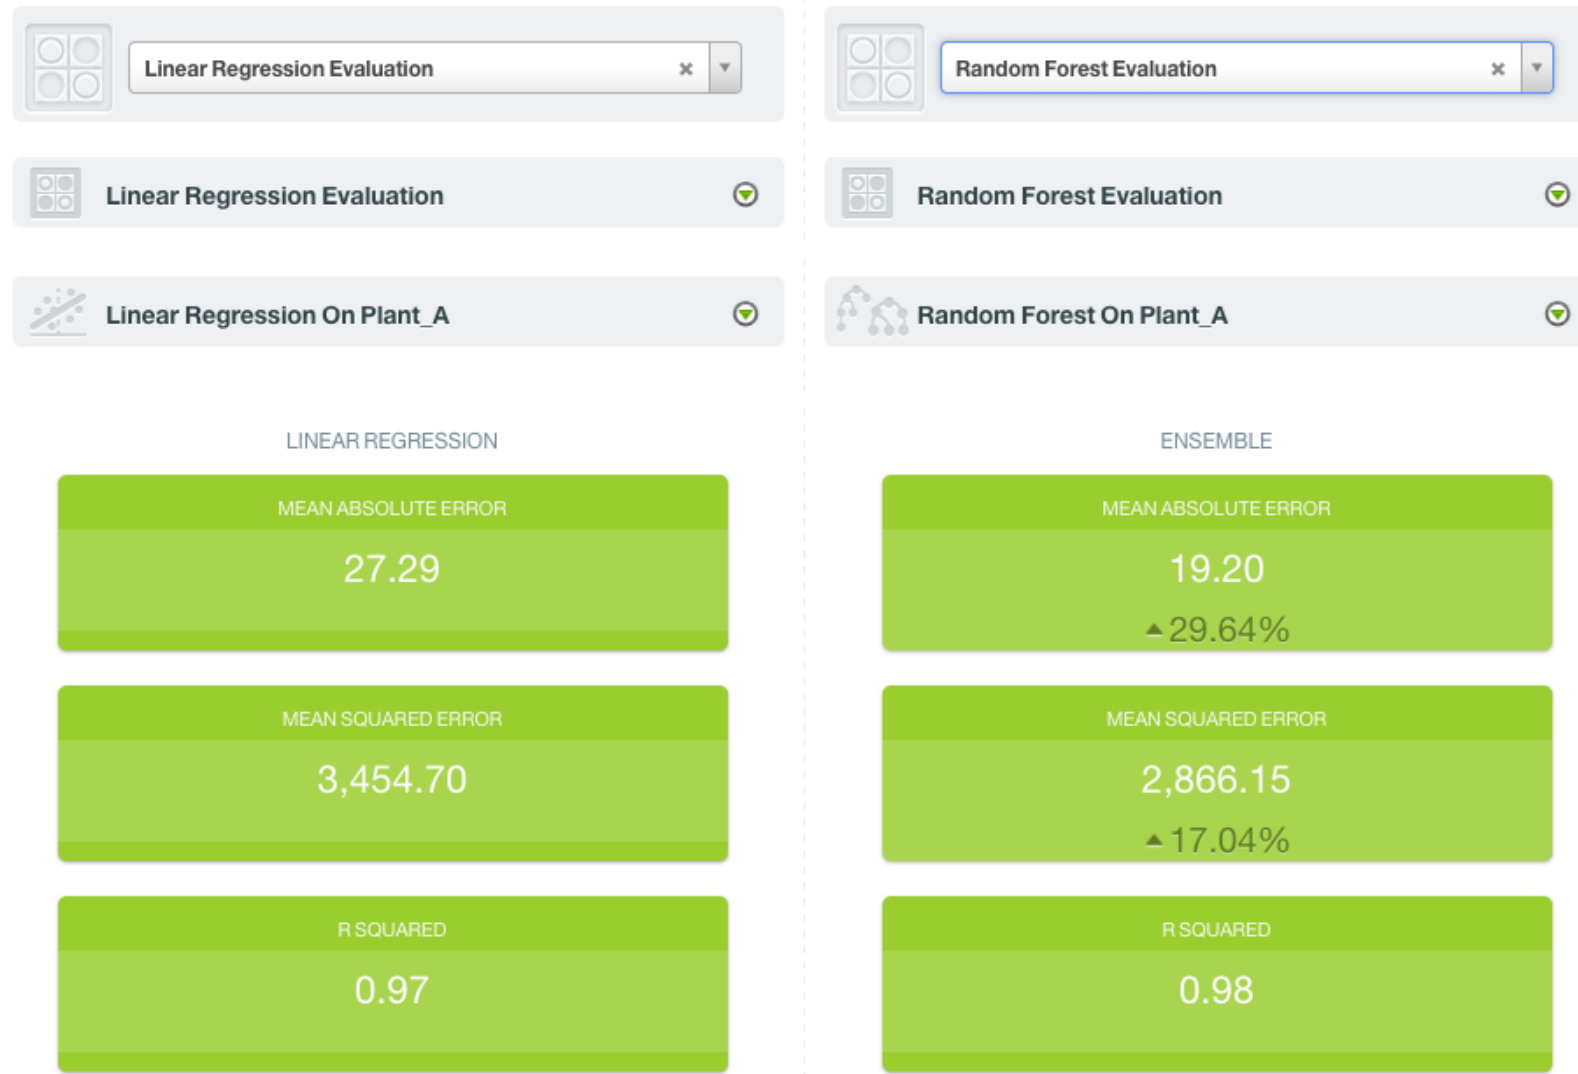 Linear Regression Evaluation
Linear Regression Evaluation
Linear Regression On Plant_A
LINEAR REGRESSION
MEAN ABSOLUTE ERROR
27.29
MEAN SQUARED ERROR
3,454.70
R SQUARED
0.97
Random Forest Evaluation
Random Forest Evaluation
Random Forest On Plant_A
ENSEMBLE
MEAN ABSOLUTE ERROR
19.20
29.64%
MEAN SQUARED ERROR
2,866.15
17.04%
R SQUARED
0.98